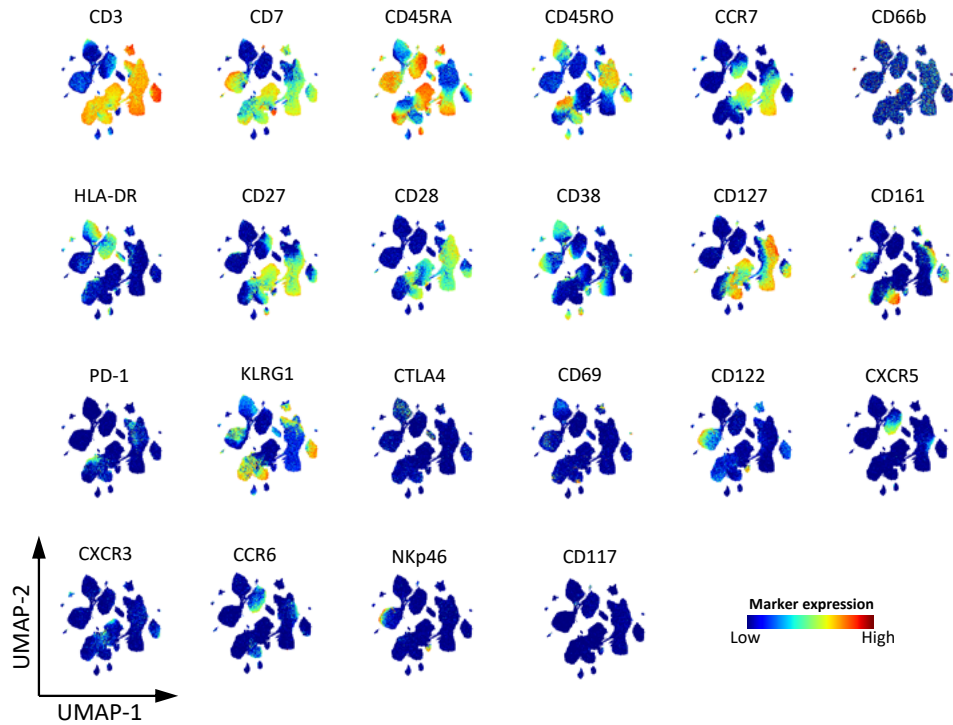 CD3 CD7 CD45RA CD45RO CCR7 CD66b
HLA-DR CD27 CD28 CD38 CD127 CD161
PD-1 KLRG1 CTLA4 CD69 CD122 CXCR5
CXCR3 CCR6 NKp46 CD117
Marker expression
Low High
UMAP-2
UMAP-1